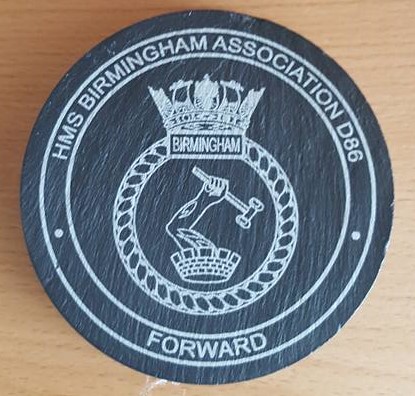 HMS BIRMINGHAM ASSOCIATION D86
BIRMINGHAM
FORWARD